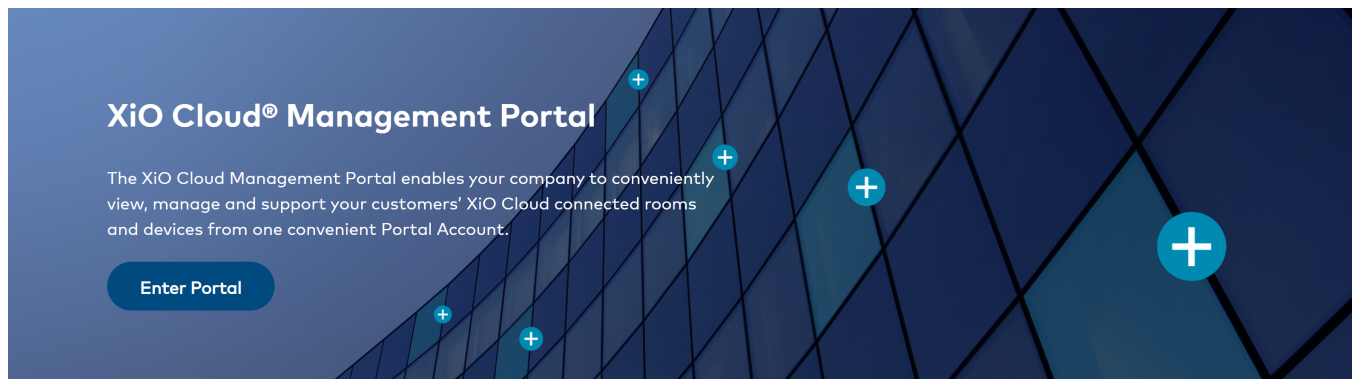 XiO Cloud® Management Portal
The XiO Cloud Management Portal enables your company to conveniently
view, manage and support your customers’ XiO Cloud connected rooms
and devices from one convenient Portal Account.
Enter Portal